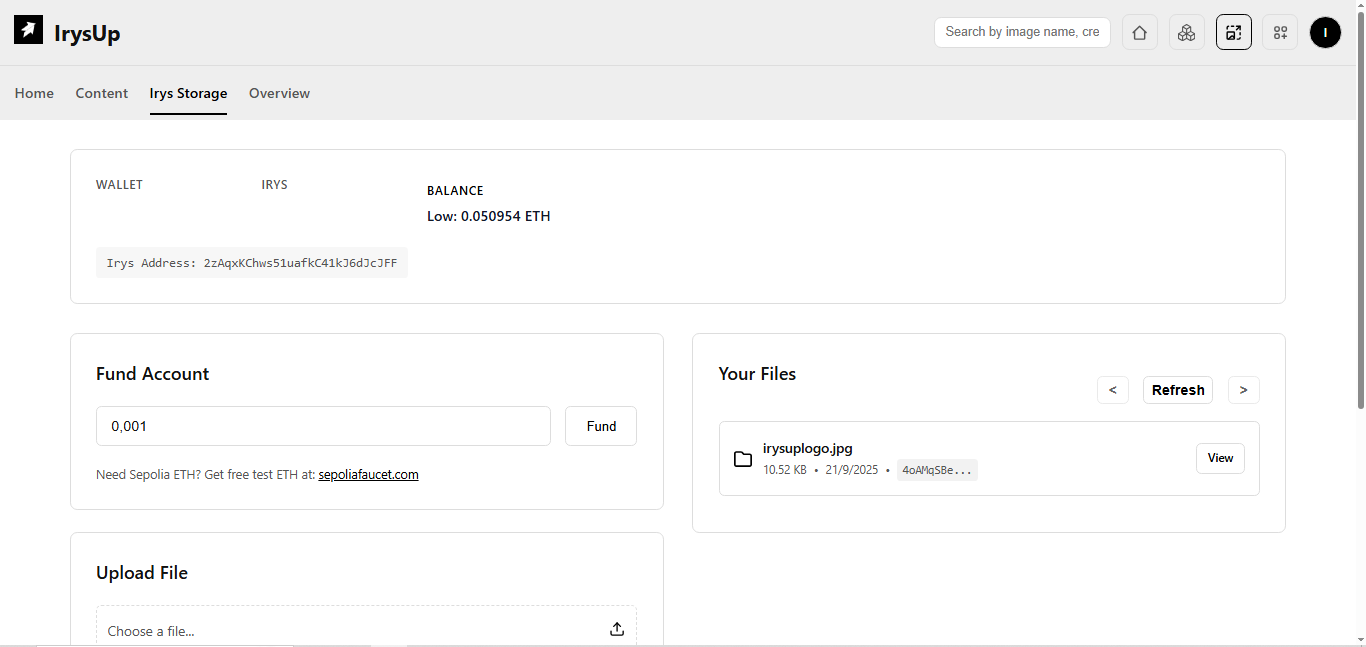 IrysUp
Search by image name, cre
I
Home Content Irys Storage Overview
WALLET IRYS BALANCE
Low: 0.050954 ETH
Irys Address: 2zAqxKChws51uafkC41kJ6dJcJFF
Fund Account
0,001 Fund
Need Sepolia ETH? Get free test ETH at: sepoliafaucet.com
Your Files
< Refresh >
irysuplogo.jpg
10.52 KB • 21/9/2025 • 4oAMqSBe...
View
Upload File
Choose a file...